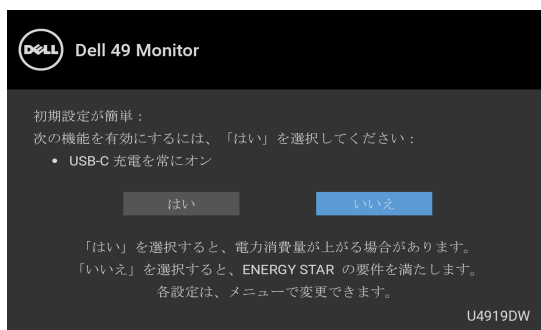 DELL
Dell 49 Monitor
初期設定が簡単：
次の機能を有効にするには、「はい」を選択してください：
• USB-C 充電を常にオン
はい
いいえ
「はい」を選択すると、電力消費量が上がる場合があります。
「いいえ」を選択すると、ENERGY STAR の要件を満たします。
各設定は、メニューで変更できます。
U4919DW